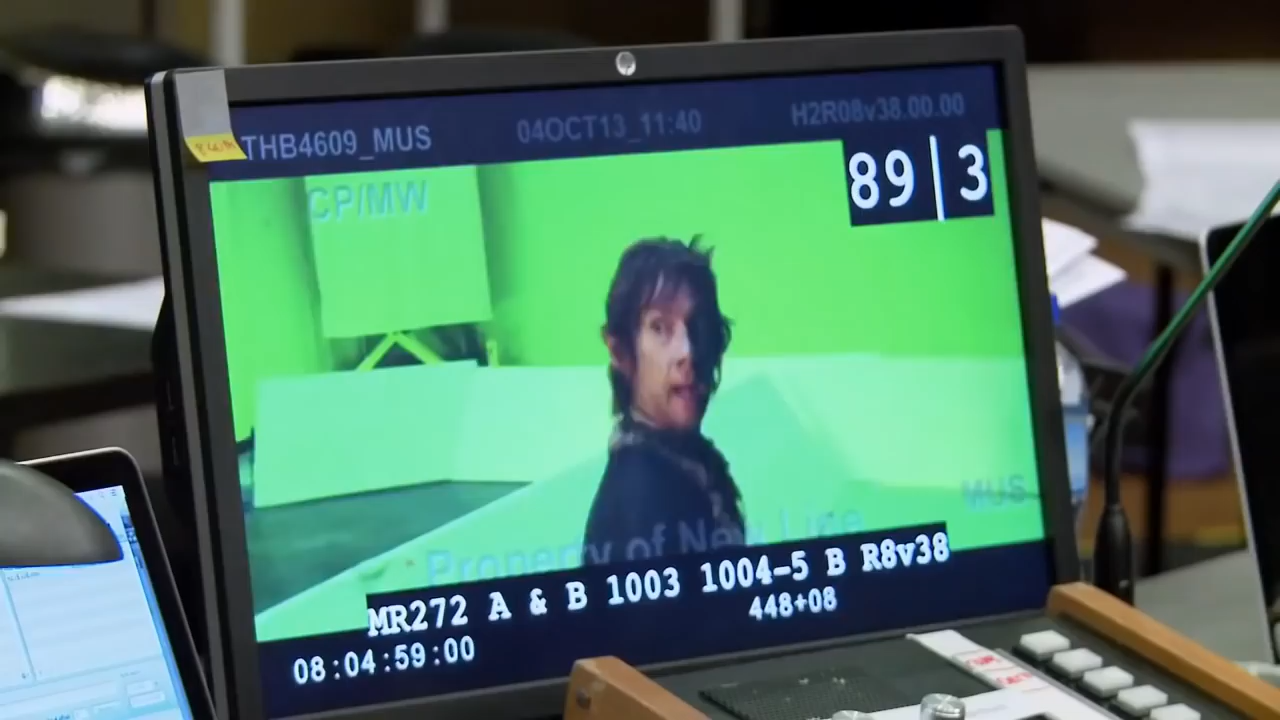 THB4609_MUS
04OCT13_11:40
H2R08v38.00.00
CP/MW
89|3
MUS
Property of New Line
MR272 A & B 1003 1004-5 B R8v38
448+08
08:04:59:00